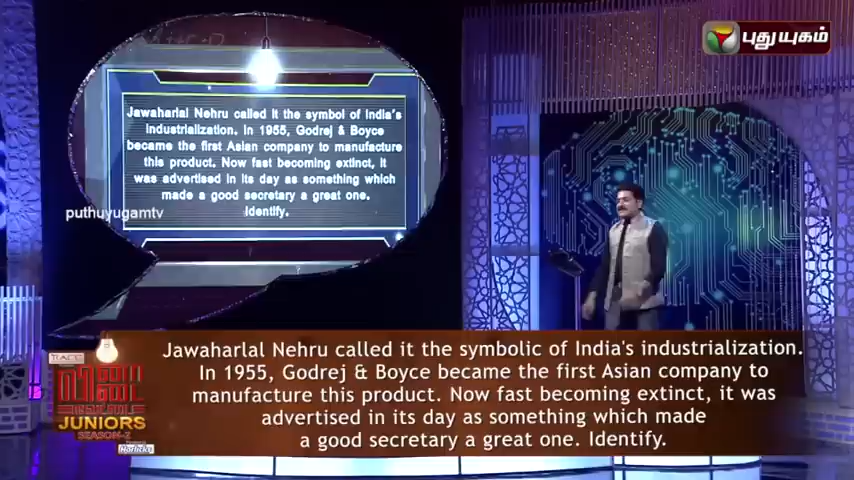 புதுயுகம்
Jawaharlal Nehru called it the symbol of India's
industrialization. In 1955, Godrej & Boyce
became the first Asian company to manufacture
this product. Now fast becoming extinct, it
was advertised in its day as something which
made a good secretary a great one.
Identify.
puthuyugamtv
Jawaharlal Nehru called it the symbolic of India's industrialization.
In 1955, Godrej & Boyce became the first Asian company to
manufacture this product. Now fast becoming extinct, it was
advertised in its day as something which made
a good secretary a great one. Identify.
விடை
JUNIORS
SEASON-2